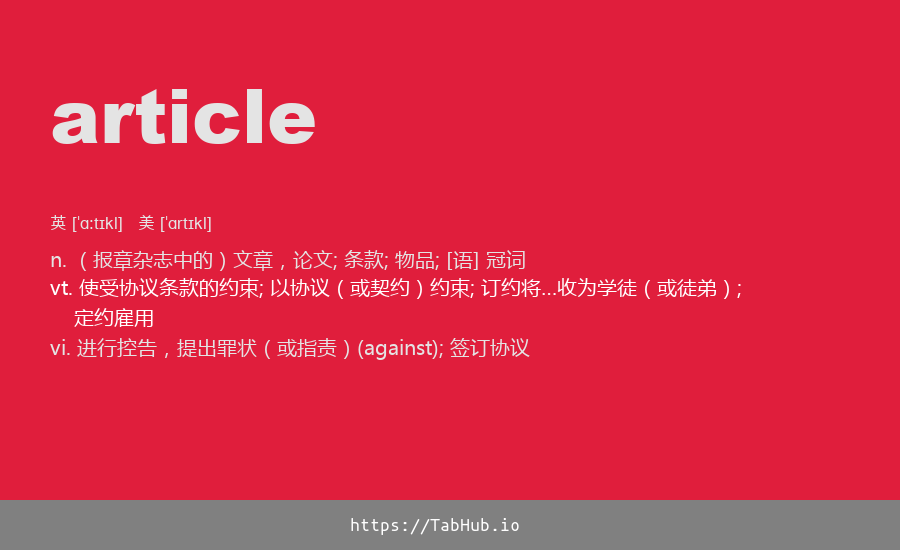 article
英 ['ɑ:tɪkl] 美 ['ɑrtɪkl]
n. （报章杂志中的）文章，论文; 条款; 物品; [语] 冠词
vt. 使受协议条款的约束; 以协议（或契约）约束; 订约将...收为学徒（或徒弟）;
定约雇用
vi. 进行控告，提出罪状（或指责）(against); 签订协议
https://TabHub.io